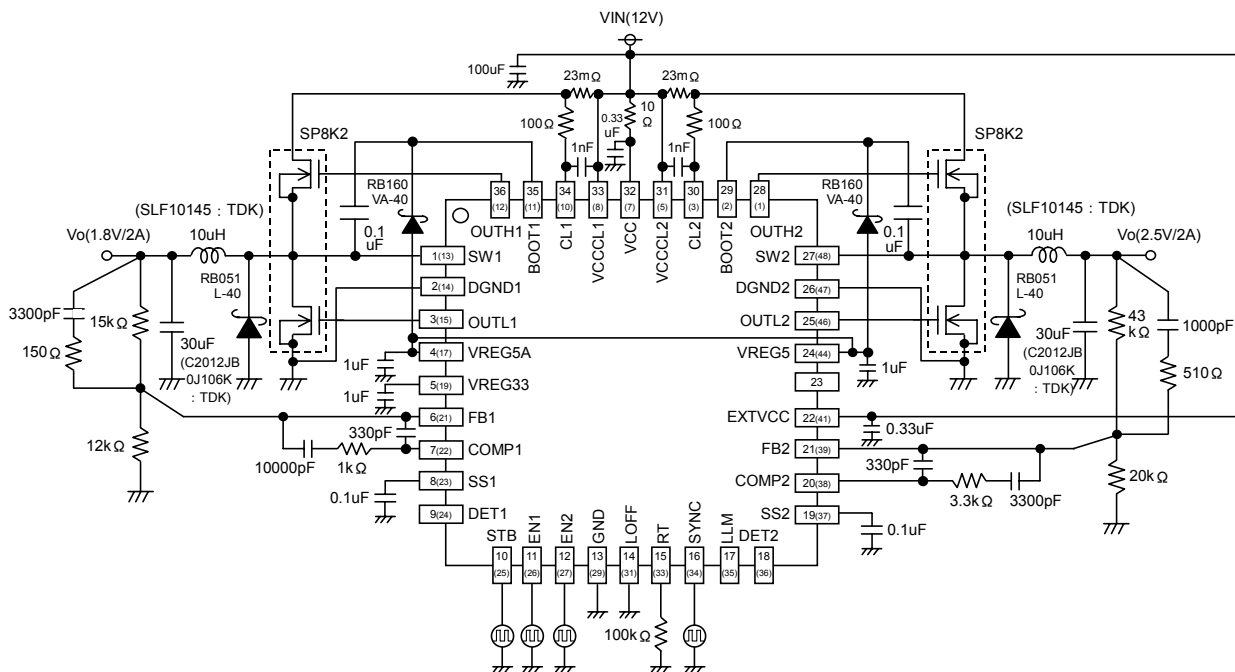 VIN(12V)
100uF
23mΩ
23mΩ
100Ω
0.33
uF
10
Ω
100Ω
1nF
1nF
SP8K2
SP8K2
RB160
VA-40
RB160
VA-40
36
(12)
35
(11)
34
(10)
33
(8)
32
(7)
31
(5)
30
(3)
29
(2)
28
(1)
OUTH1
BOOT1
CL1
VCCCL1
VCC
VCCCL2
CL2
BOOT2
OUTH2
(SLF10145 : TDK)
(SLF10145 : TDK)
0.1
uF
0.1
uF
Vo(1.8V/2A)
10uH
10uH
Vo(2.5V/2A)
1(13)
SW1
SW2
27(48)
RB051
L-40
RB051
L-40
2(14)
DGND1
DGND2
26(47)
3(15)
OUTL1
OUTL2
25(46)
4(17)
VREG5A
VREG5
24(44)
5(19)
VREG33
23
6(21)
FB1
EXTVCC
22(41)
7(22)
COMP1
FB2
21(39)
8(23)
SS1
COMP2
20(38)
9(24)
DET1
SS2
19(37)
3300pF
15kΩ
150Ω
30uF
(C2012JB
0J106K
: TDK)
1uF
1uF
12kΩ
330pF
10000pF
1kΩ
0.1uF
1uF
30uF
(C2012JB
0J106K
: TDK)
43
kΩ
1000pF
510Ω
0.33uF
330pF
3.3kΩ
3300pF
20kΩ
0.1uF
STB
EN1
EN2
GND
LOFF
RT
SYNC
LLM
DET2
10
(25)
11
(26)
12
(27)
13
(29)
14
(31)
15
(33)
16
(34)
17
(35)
18
(36)
100kΩ